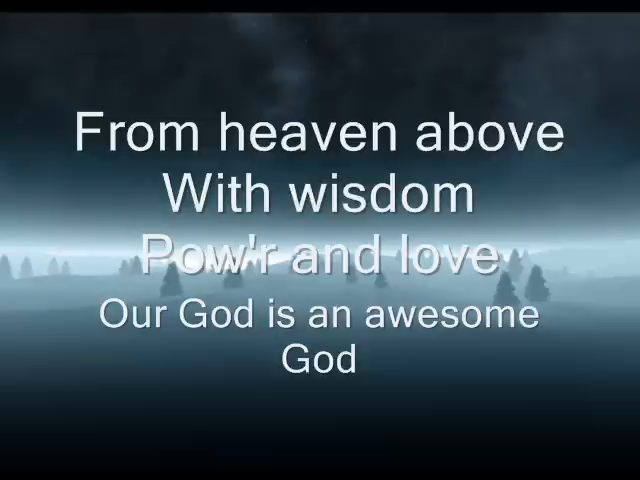 From heaven above
With wisdom
Pow'r and love
Our God is an awesome
God